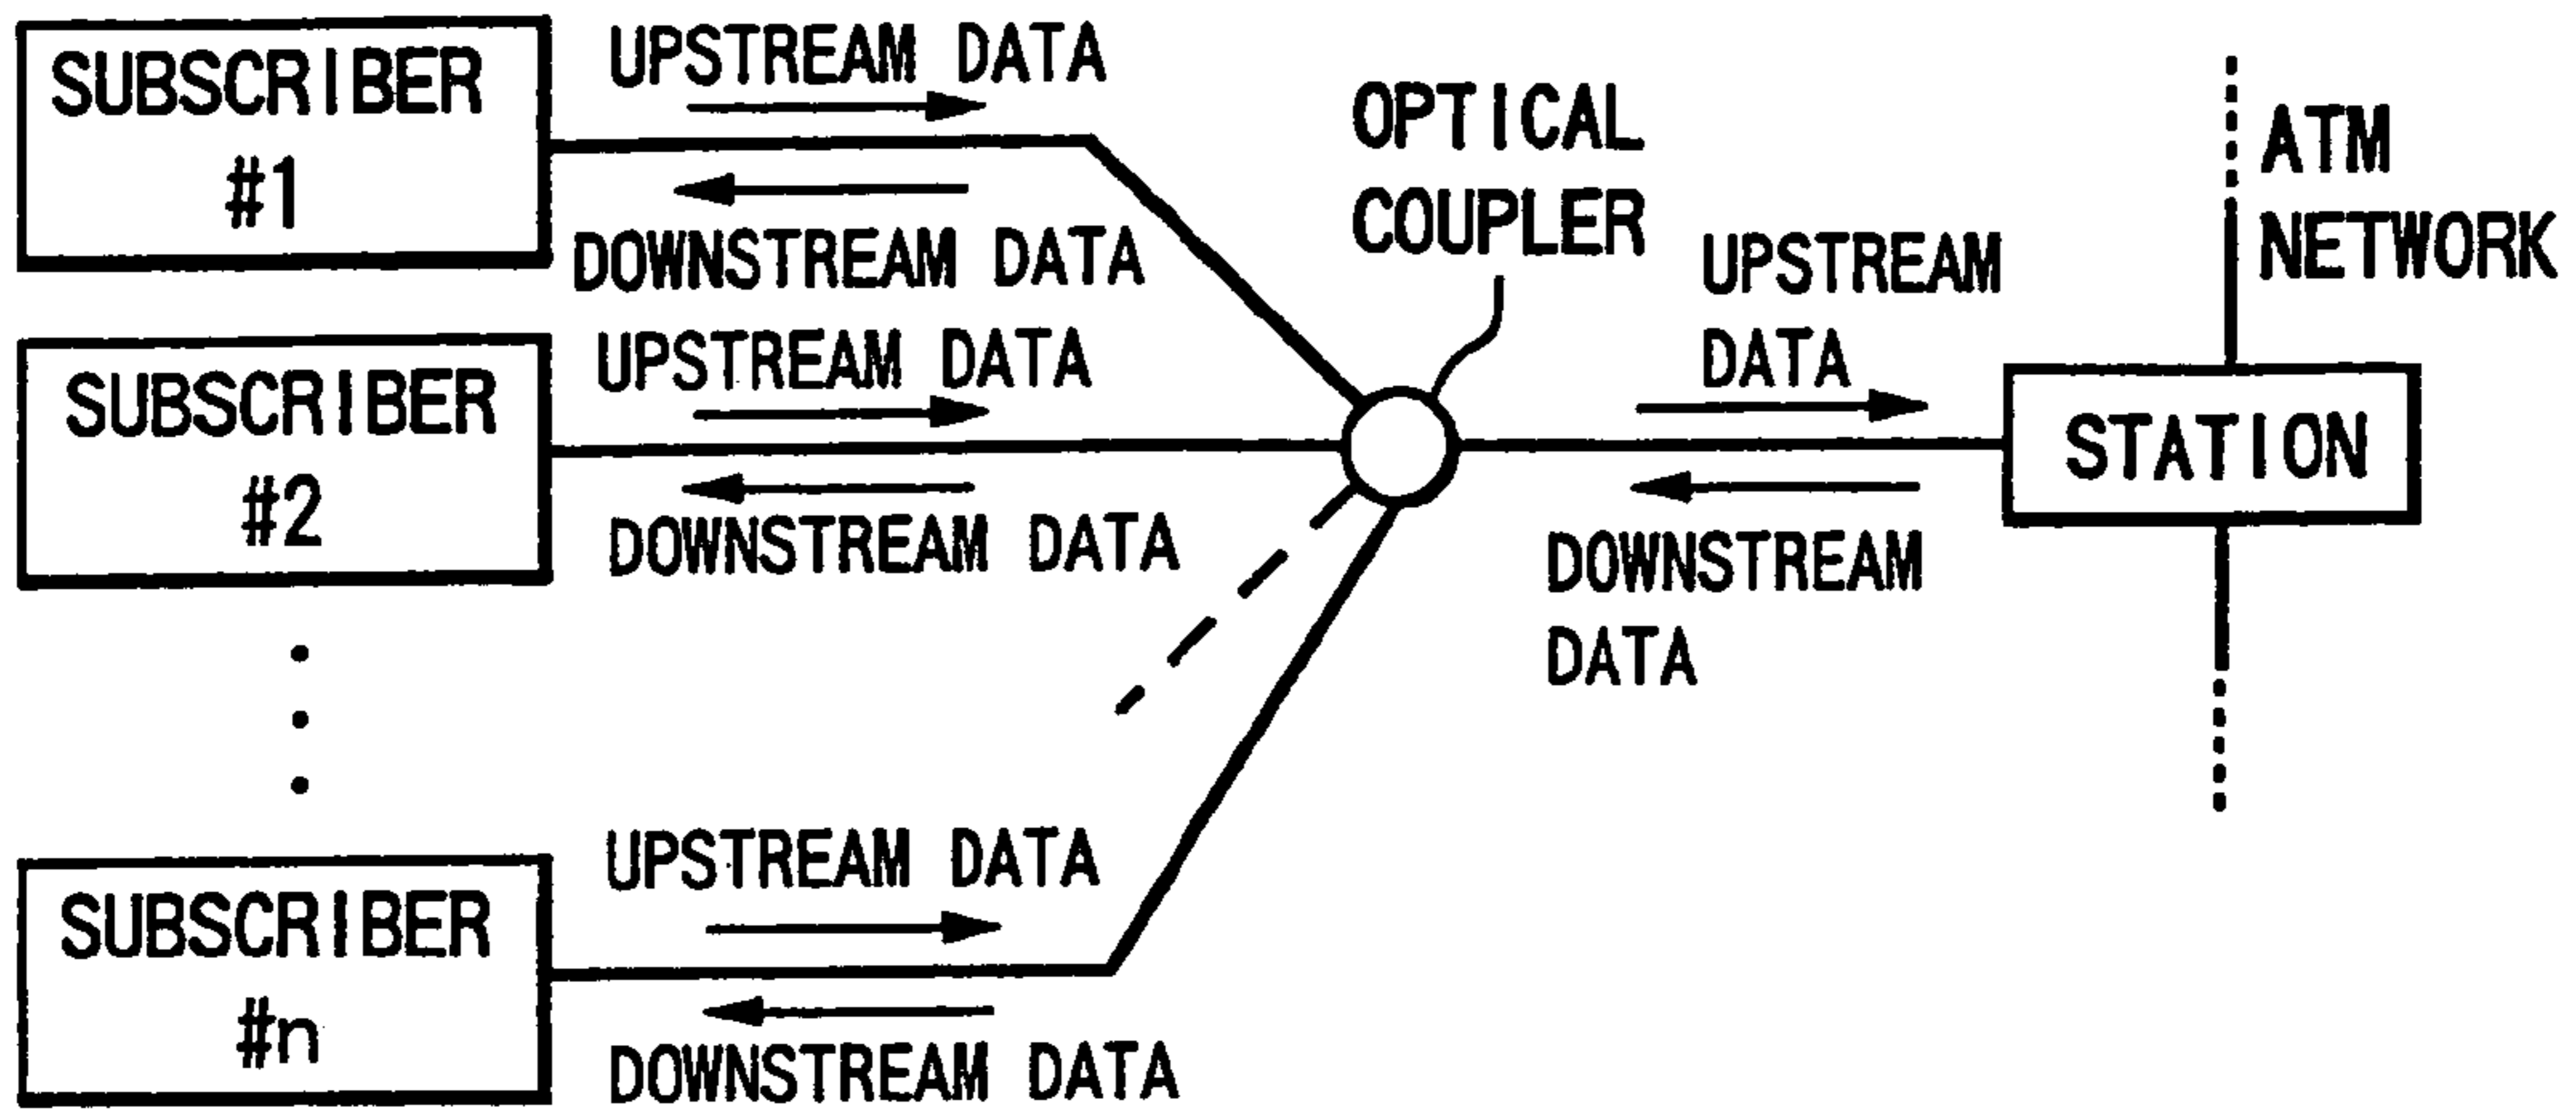 SUBSCRIBER
#1
UPSTREAM DATA
DOWNSTREAM DATA
SUBSCRIBER
#2
UPSTREAM DATA
DOWNSTREAM DATA
SUBSCRIBER
#n
UPSTREAM DATA
DOWNSTREAM DATA
OPTICAL
COUPLER
UPSTREAM
DATA
DOWNSTREAM
DATA
ATM
NETWORK
STATION